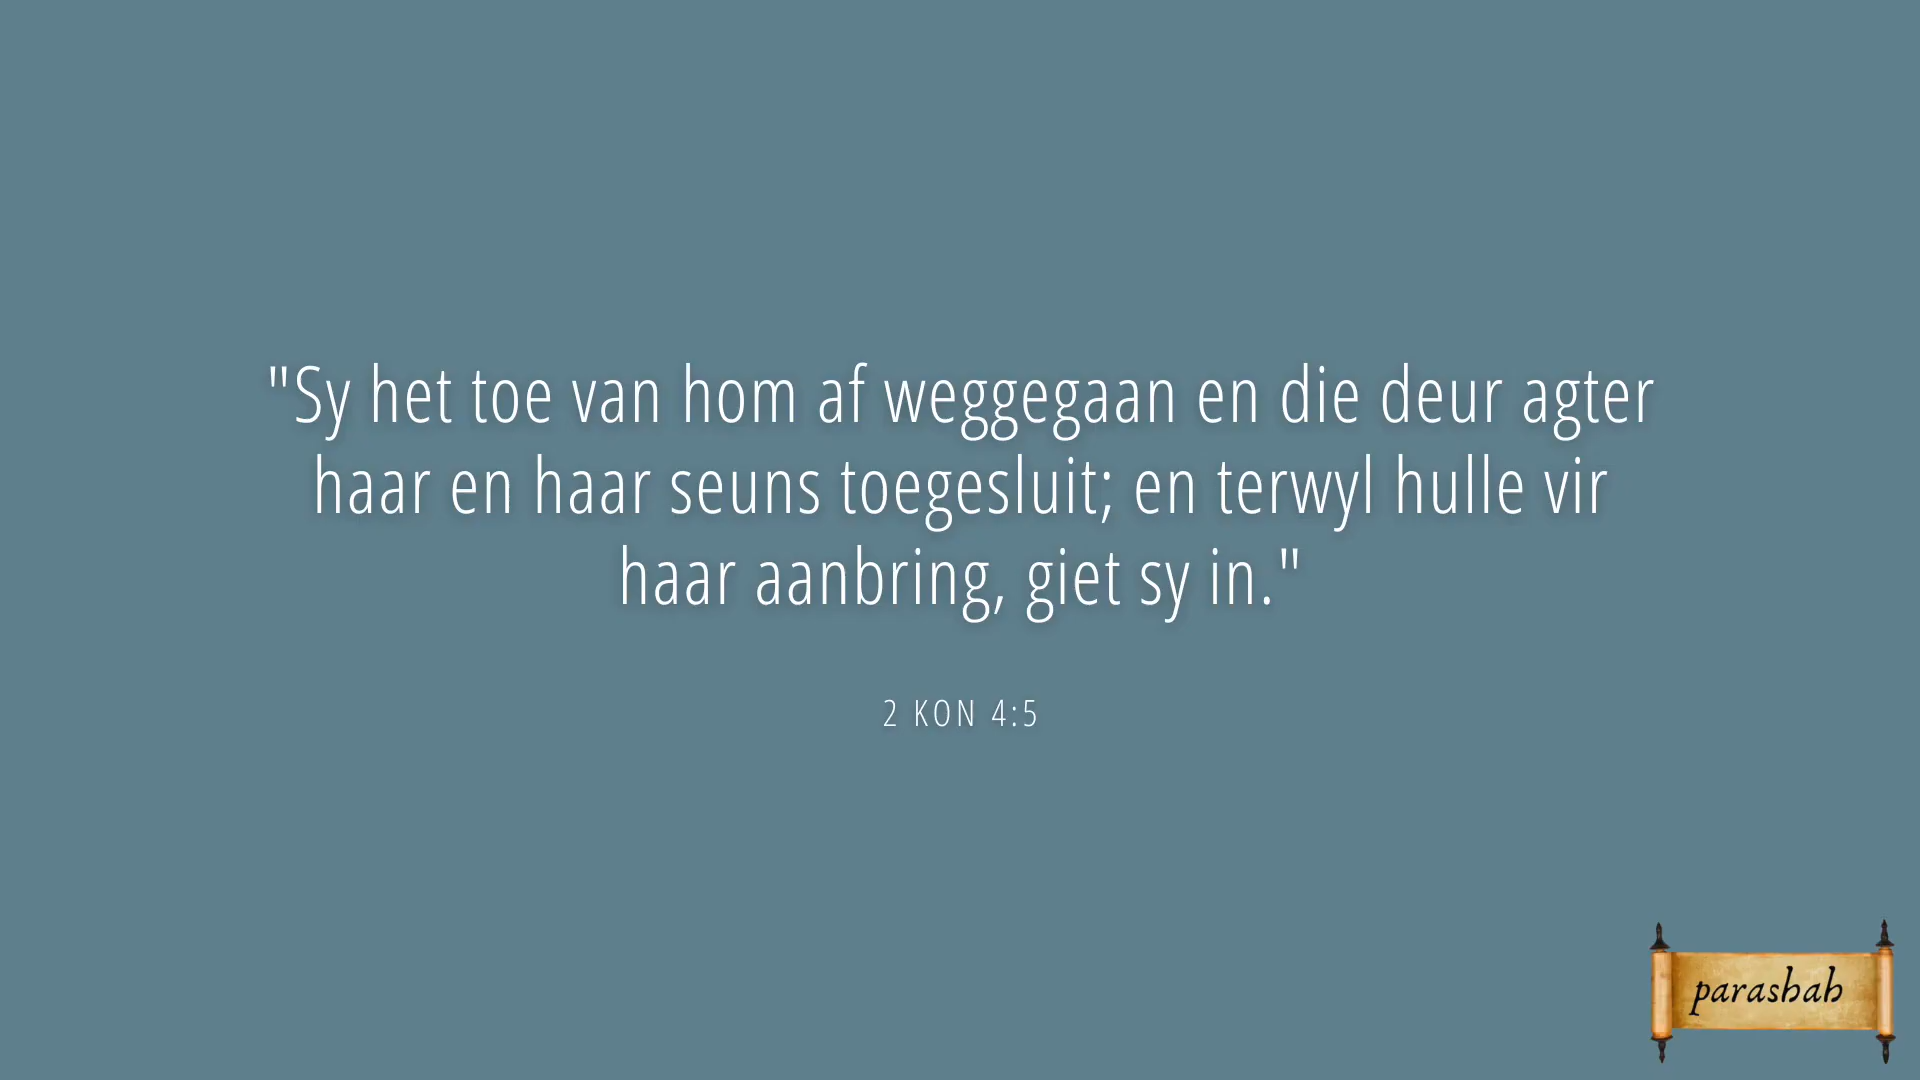 "Sy het toe van hom af weggegaan en die deur agter
haar en haar seuns toegesluit; en terwyl hulle vir
haar aanbring, giet sy in."
2 KON 4:5
parashah